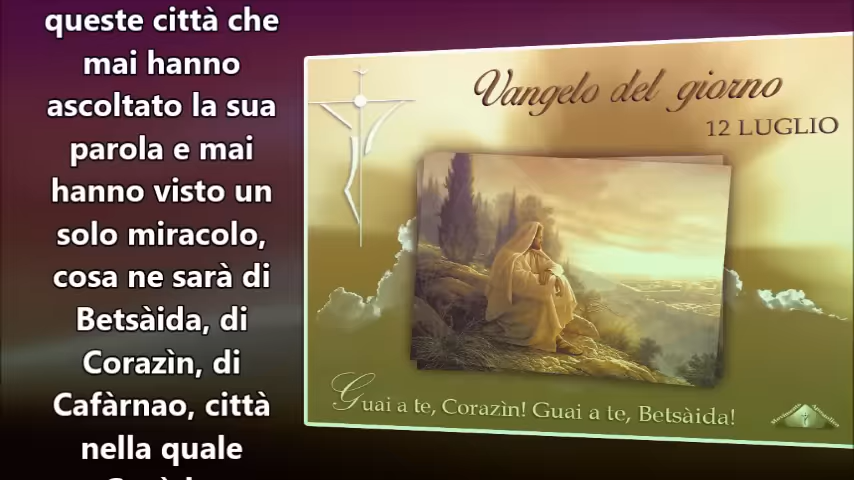 queste città che
mai hanno
ascoltato la sua
parola e mai
hanno visto un
solo miracolo,
cosa ne sarà di
Betsàida, di
Corazìn, di
Cafàrnao, città
nella quale
Vangelo del giorno
12 LUGLIO
Guai a te, Corazìn! Guai a te, Betsàida!